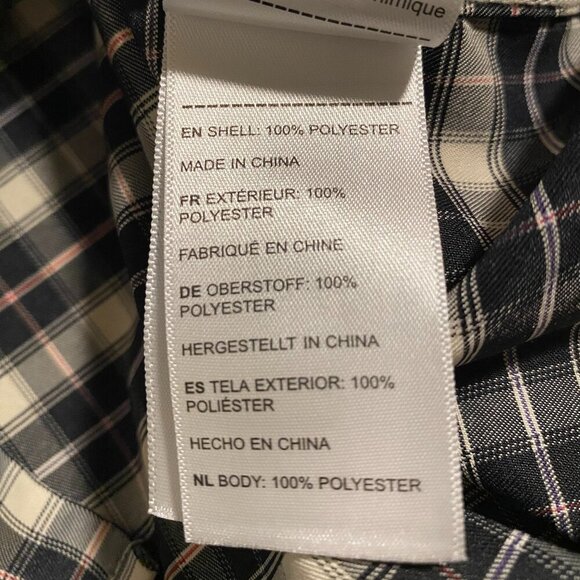 EN SHELL: 100% POLYESTER
MADE IN CHINA
FR EXTÉRIEUR: 100%
POLYESTER
FABRIQUÉ EN CHINE
DE OBERSTOFF: 100%
POLYESTER
HERGESTELLT IN CHINA
ES TELA EXTERIOR: 100%
POLIÉSTER
HECHO EN CHINA
NL BODY: 100% POLYESTER